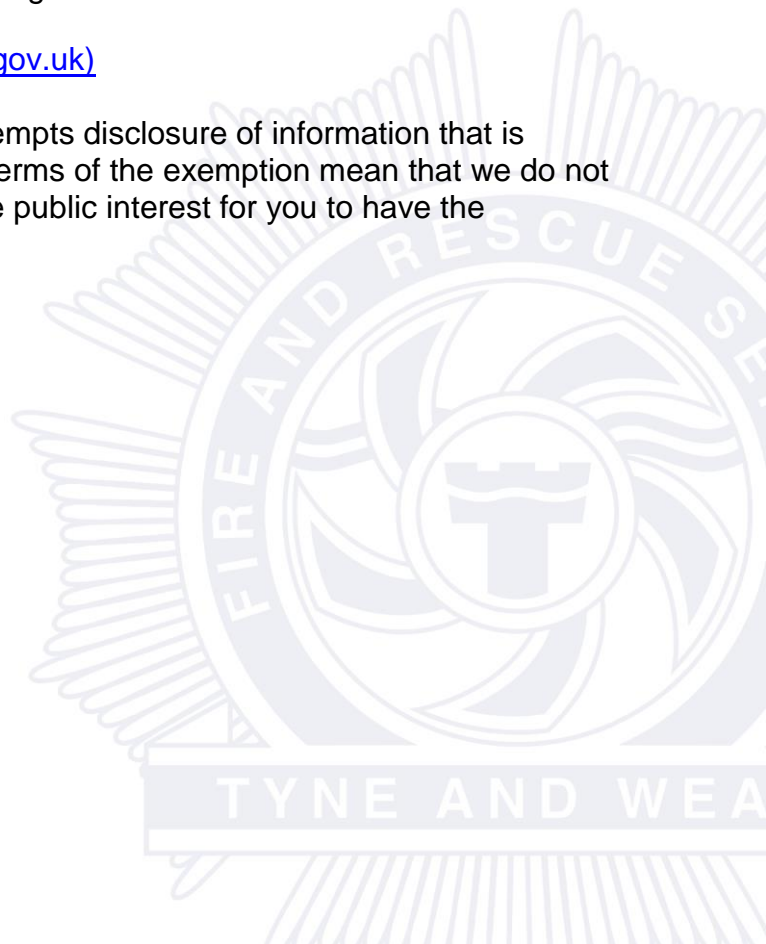 gov.uk)
empts disclosure of information that is
erms of the exemption mean that we do not
e public interest for you to have the
FIRE AND RESCUE SE
TYNE AND WEA